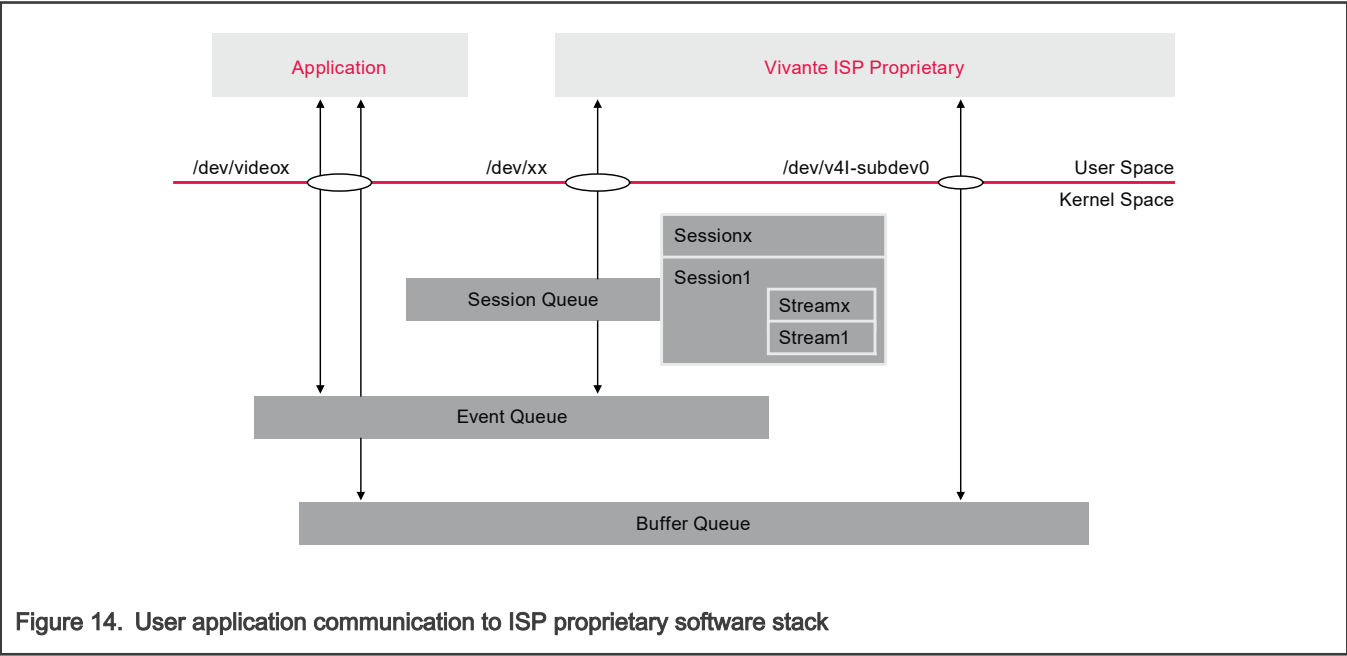 Application
Vivante ISP Proprietary
/dev/videox
/dev/xx
/dev/v4l-subdev0
User Space
Kernel Space
Sessionx
Session1
Streamx
Stream1
Session Queue
Event Queue
Buffer Queue
Figure 14. User application communication to ISP proprietary software stack